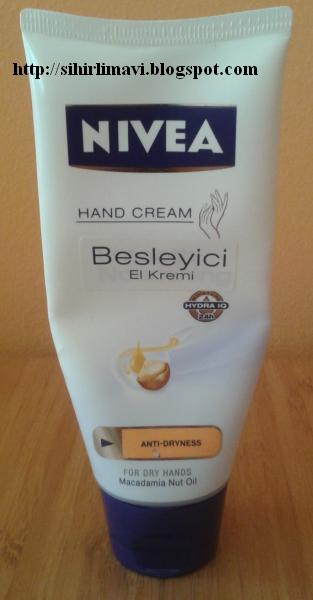 http://sihirlimavi.blogspot.com
NIVEA
HAND CREAM
Besleyici
El Kremi
HYDRA IQ
24h
ANTI-DRYNESS
FOR DRY HANDS
Macadamia Nut Oil